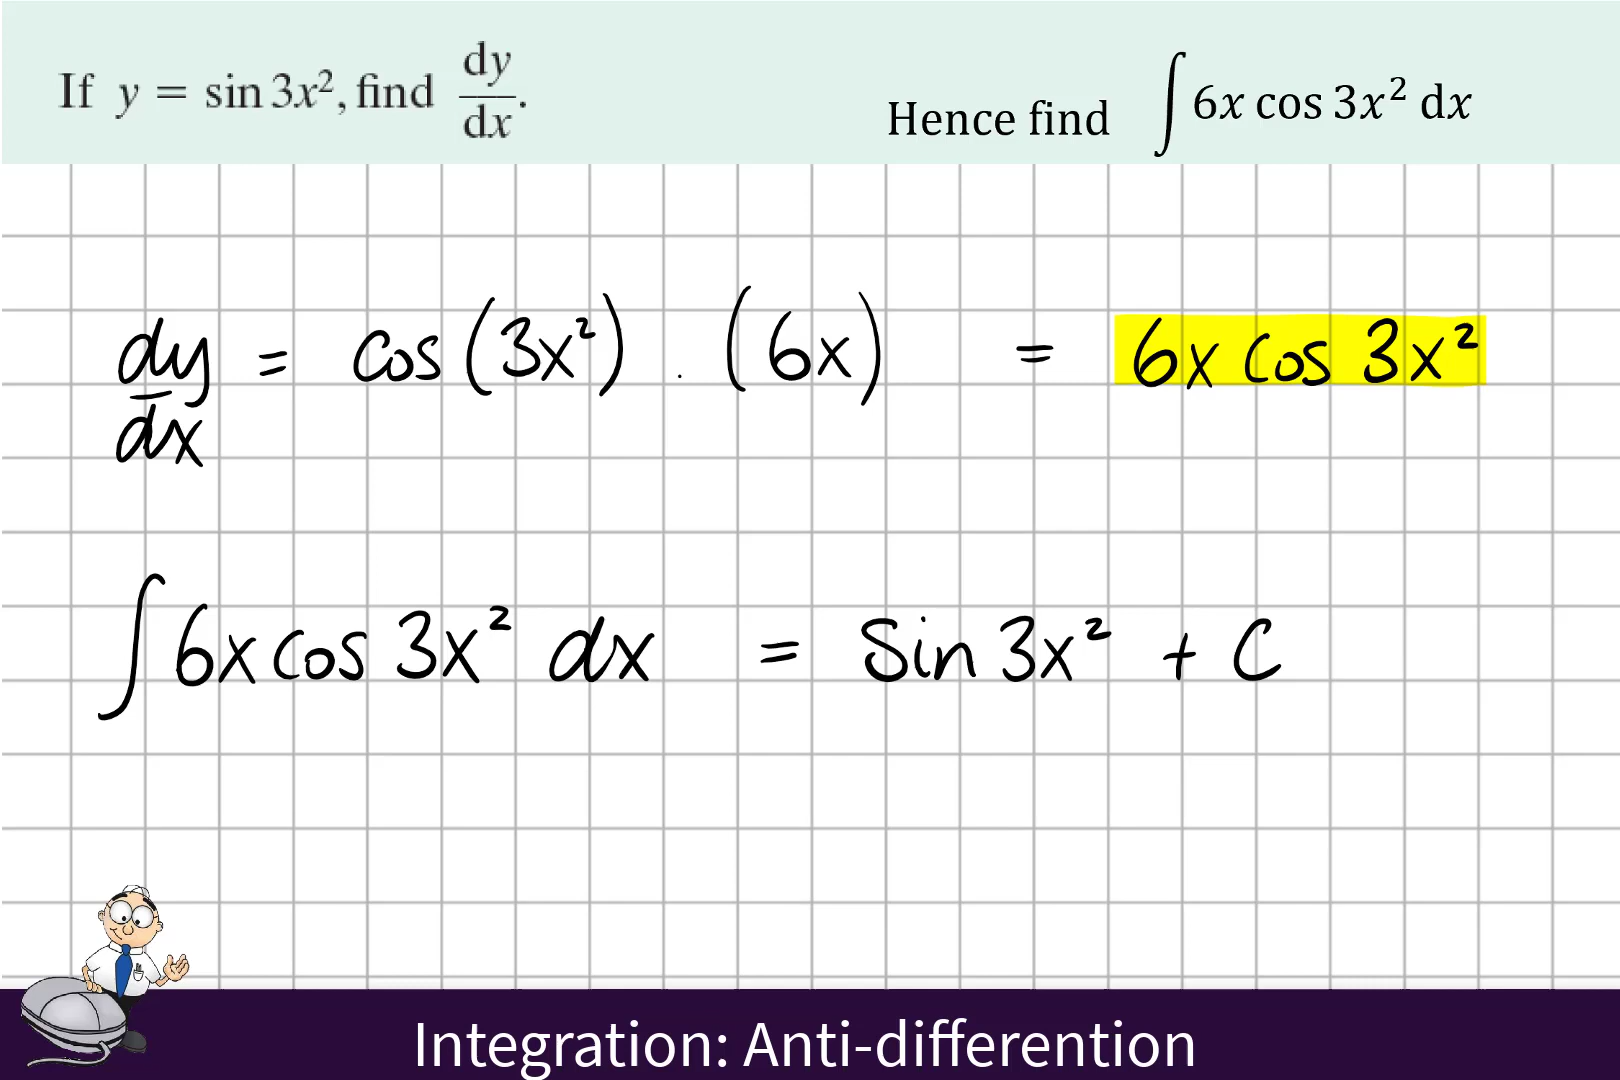 If y = sin 3x², find dy/dx. Hence find ∫ 6x cos 3x² dx
dy/dx = cos (3x²) . (6x) = 6x cos 3x²
∫ 6x cos 3x² dx = Sin 3x² + C
Integration: Anti-differention